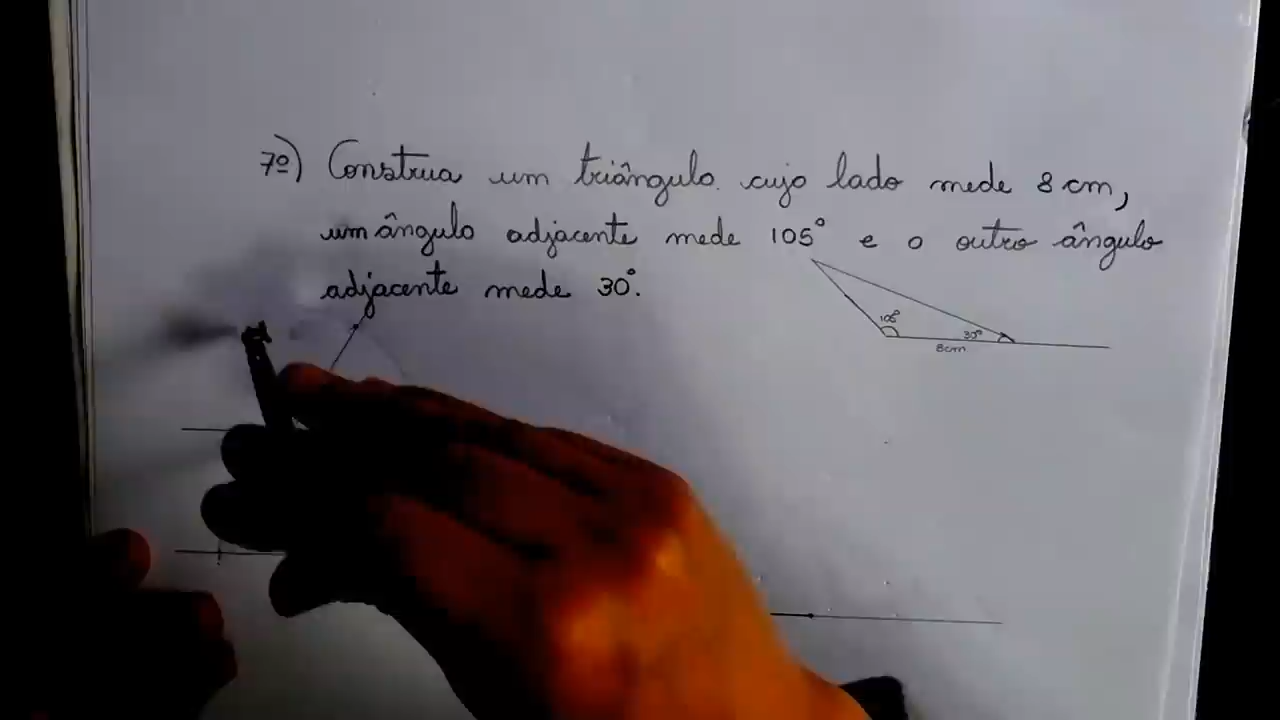 7º) Construa um triângulo cujo lado mede 8 cm,
um ângulo adjacente mede 105° e o outro ângulo
adjacente mede 30°.
105°
30°
8cm